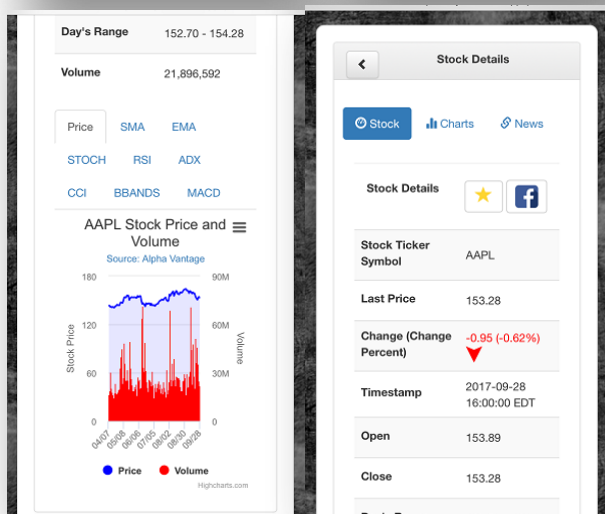 Day's Range 152.70 - 154.28
Volume 21,896,592
Price SMA EMA
STOCH RSI ADX
CCI BBANDS MACD
AAPL Stock Price and
Volume
Source: Alpha Vantage
180 90M
120 60M
60 30M
0 0
Stock Price
Volume
04/07 05/08 06/06 07/05 08/02 08/30 09/28
Price Volume
Highcharts.com
Stock Details
Stock Charts News
Stock Details
Stock Ticker
Symbol AAPL
Last Price 153.28
Change (Change
Percent) -0.95 (-0.62%)
Timestamp 2017-09-28
16:00:00 EDT
Open 153.89
Close 153.28